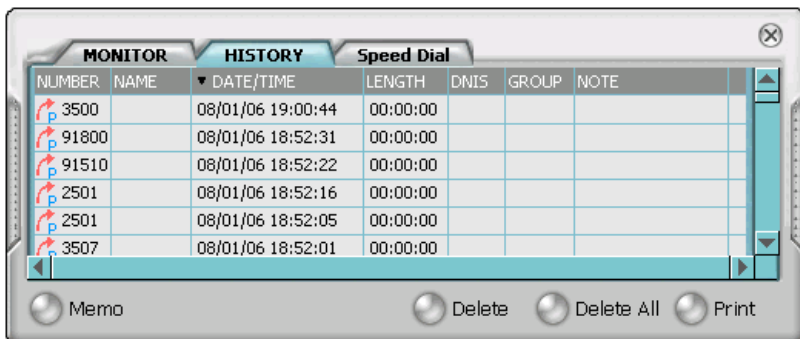 MONITOR HISTORY Speed Dial
NUMBER NAME ▼ DATE/TIME LENGTH DNIS GROUP NOTE
P 3500 08/01/06 19:00:44 00:00:00
P 91800 08/01/06 18:52:31 00:00:00
P 91510 08/01/06 18:52:22 00:00:00
P 2501 08/01/06 18:52:16 00:00:00
P 2501 08/01/06 18:52:05 00:00:00
P 3507 08/01/06 18:52:01 00:00:00
Memo Delete Delete All Print